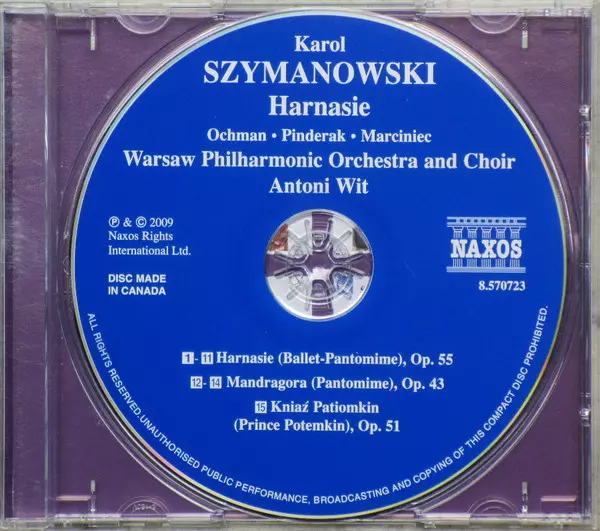 Karol
SZYMANOWSKI
Harnasie
Ochman • Pinderak • Marciniec
Warsaw Philharmonic Orchestra and Choir
Antoni Wit
℗ & © 2009
Naxos Rights
International Ltd.
DISC MADE
IN CANADA
NAXOS
8.570723
1 - 11 Harnasie (Ballet-Pantomime), Op. 55
12 - 14 Mandragora (Pantomime), Op. 43
15 Kniaź Patiomkin
(Prince Potemkin), Op. 51
ALL RIGHTS RESERVED. UNAUTHORISED PUBLIC PERFORMANCE, BROADCASTING AND COPYING OF THIS COMPACT DISC PROHIBITED.